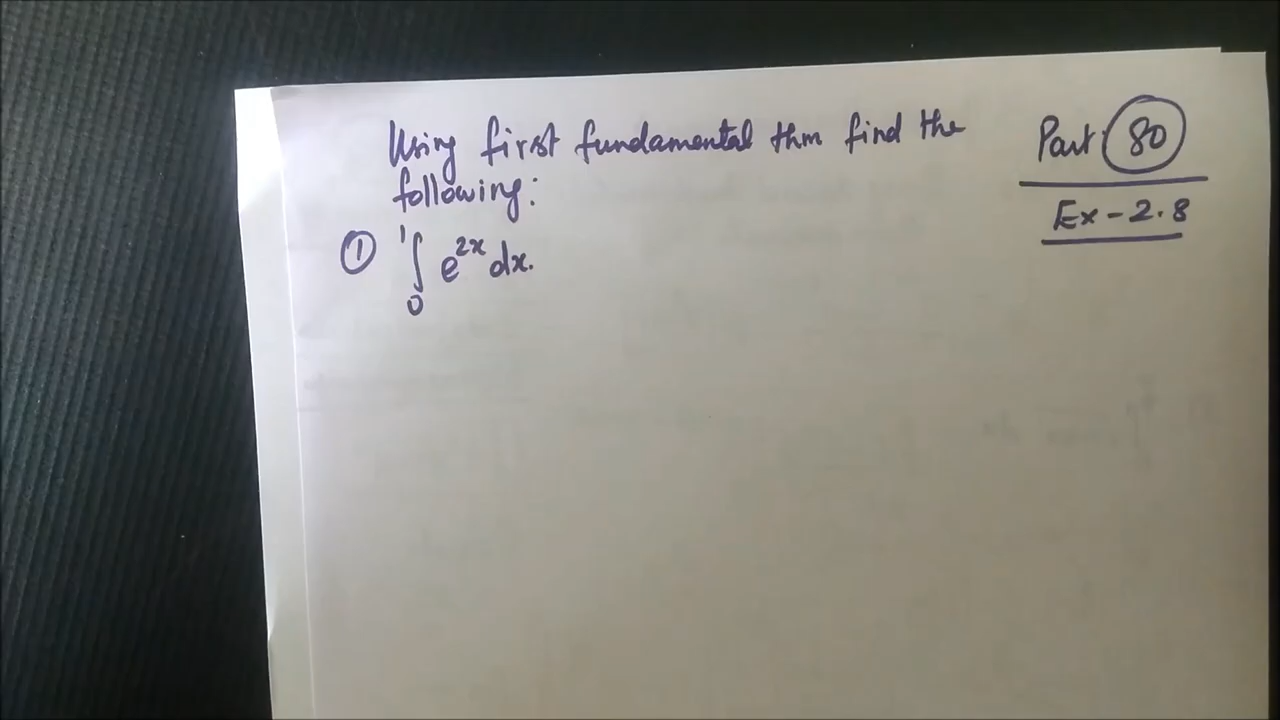 Using first fundamental thm find the
following:
Part 80
Ex-2.8
① ∫₀¹ e^{2x} dx.